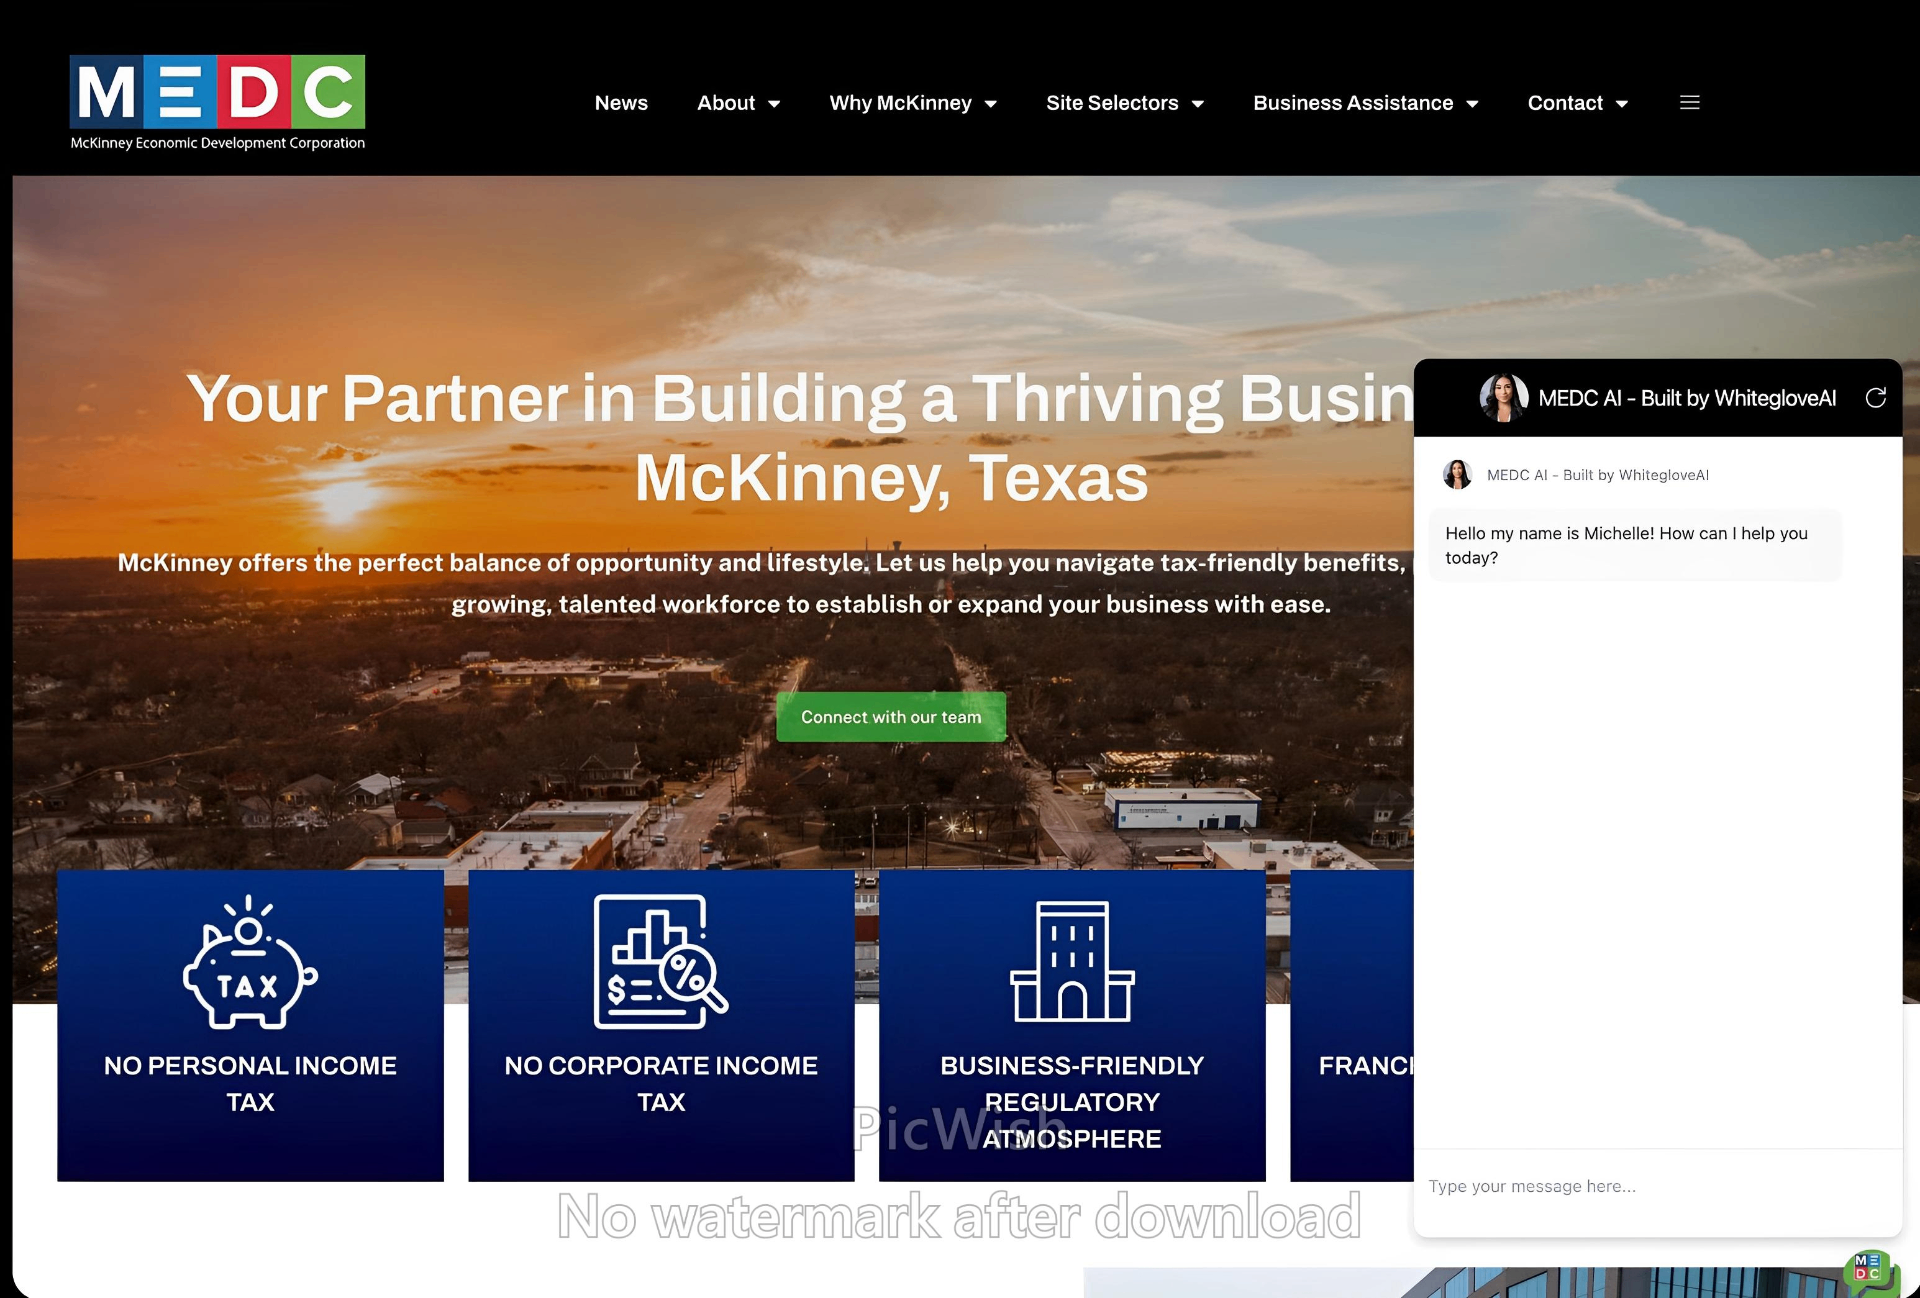 MEDC
McKinney Economic Development Corporation
News
About
Why McKinney
Site Selectors
Business Assistance
Contact
Your Partner in Building a Thriving Busin
McKinney, Texas
McKinney offers the perfect balance of opportunity and lifestyle. Let us help you navigate tax-friendly benefits,
growing, talented workforce to establish or expand your business with ease.
Connect with our team
TAX
NO PERSONAL INCOME
TAX
$ %
NO CORPORATE INCOME
TAX
BUSINESS-FRIENDLY
REGULATORY
ATMOSPHERE
FRANC
MEDC AI - Built by WhitegloveAI
MEDC AI - Built by WhitegloveAI
Hello my name is Michelle! How can I help you
today?
Type your message here...
PicWish
No watermark after download
ME
DC